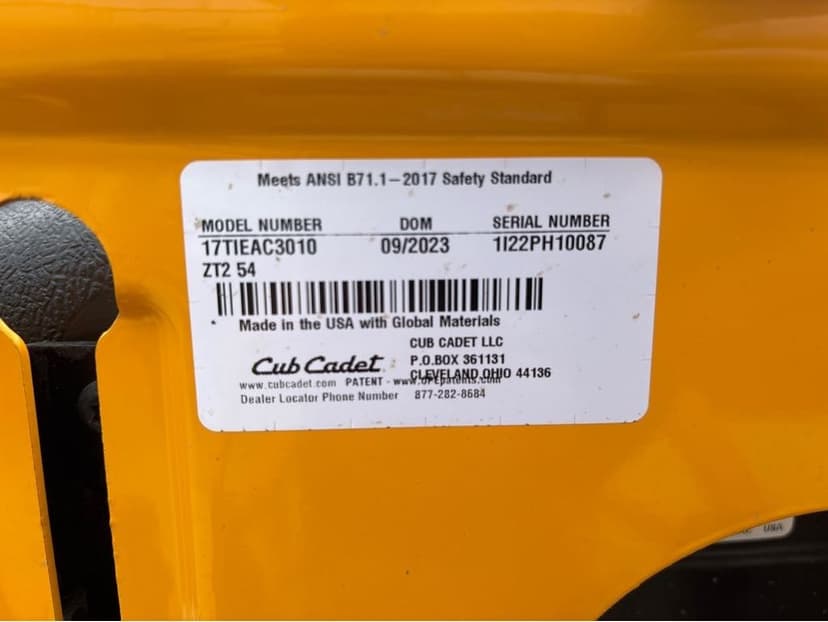 Meets ANSI B71.1–2017 Safety Standard
MODEL NUMBER DOM SERIAL NUMBER
17TIEAC3010 09/2023 1I22PH10087
ZT2 54
Made in the USA with Global Materials
CUB CADET LLC
Cub Cadet P.O.BOX 361131
CLEVELAND OHIO 44136
www.cubcadet.com PATENT - www.OPEpatents.com
Dealer Locator Phone Number 877-282-8684
USA